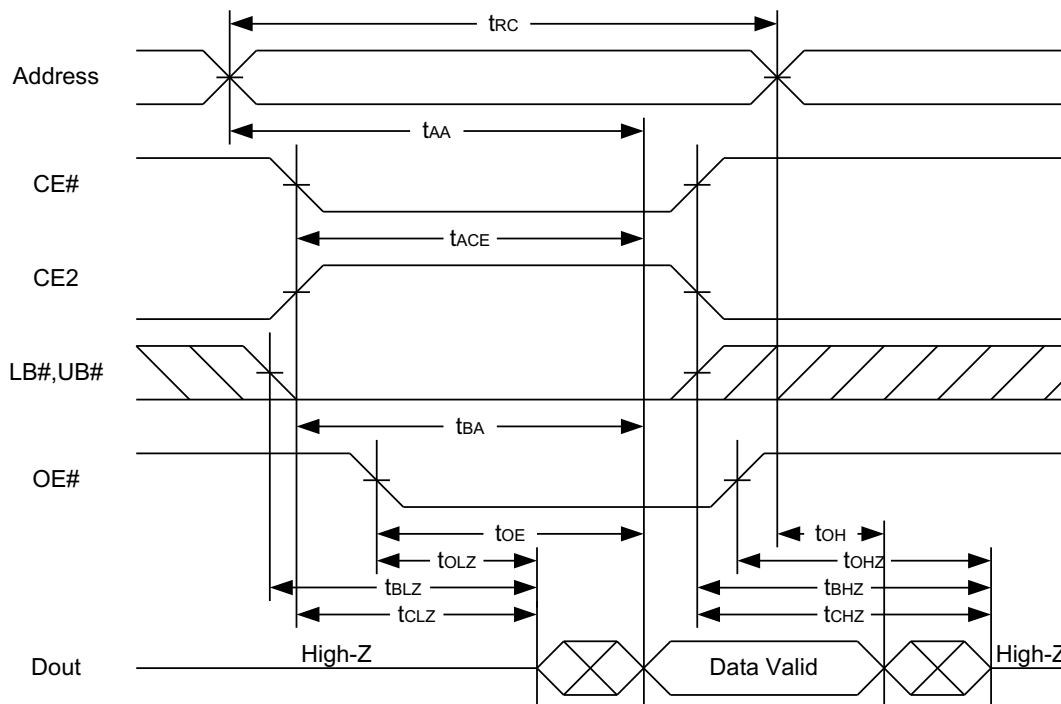 tRC
Address
tAA
CE#
tACE
CE2
LB#,UB#
tBA
OE#
tOE
tOH
tOLZ
tOHZ
tBLZ
tBHZ
tCLZ
tCHZ
Dout
High-Z
Data Valid
High-Z